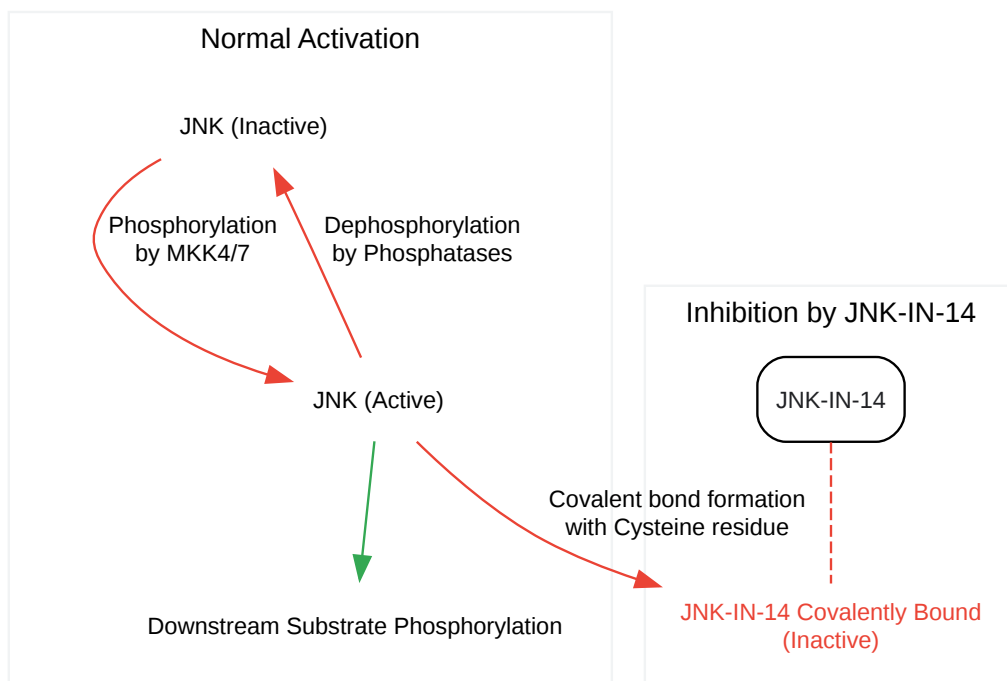 Normal Activation
JNK (Inactive)
Phosphorylation
by MKK4/7
Dephosphorylation
by Phosphatases
JNK (Active)
Downstream Substrate Phosphorylation
Inhibition by JNK-IN-14
JNK-IN-14
Covalent bond formation
with Cysteine residue
JNK-IN-14 Covalently Bound
(Inactive)